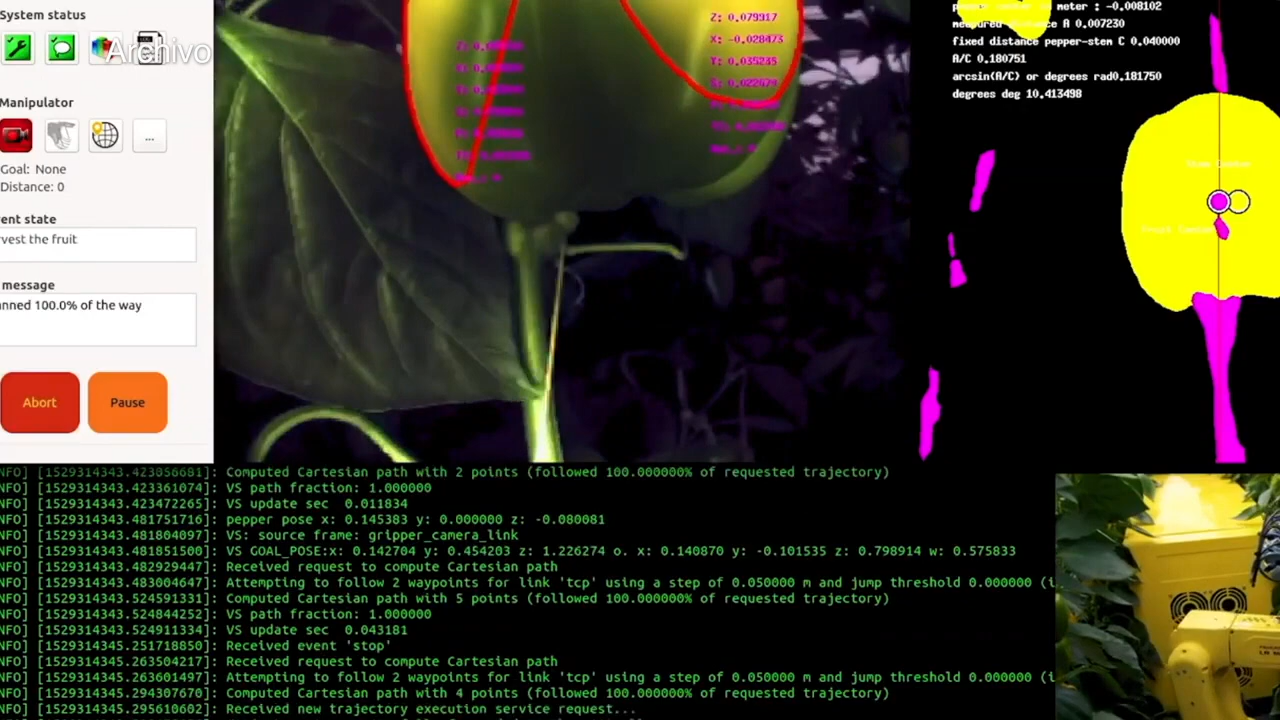 System status
Archivo
Manipulator
...
Goal: None
Distance: 0
ent state
vest the fruit
message
nned 100.0% of the way
Abort
Pause
Z: 0.079917
X: -0.028473
Y: 0.035235
meter : -0.008102
measured distance A 0.007230
fixed distance pepper-stem C 0.040000
A/C 0.180751
arcsin(A/C) or degrees rad0.181750
degrees deg 10.413498
NFO] [1529314343.423056681]: Computed Cartesian path with 2 points (followed 100.000000% of requested trajectory)
NFO] [1529314343.423361074]: VS path fraction: 1.000000
NFO] [1529314343.423472265]: VS update sec 0.011834
NFO] [1529314343.481751716]: pepper pose x: 0.145383 y: 0.000000 z: -0.080081
NFO] [1529314343.481804097]: VS: source frame: gripper_camera_link
NFO] [1529314343.481851500]: VS GOAL_POSE:x: 0.142704 y: 0.454203 z: 1.226274 o. x: 0.140870 y: -0.101535 z: 0.798914 w: 0.575833
NFO] [1529314343.482929447]: Received request to compute Cartesian path
NFO] [1529314343.483004647]: Attempting to follow 2 waypoints for link 'tcp' using a step of 0.050000 m and jump threshold 0.000000 (i
NFO] [1529314343.524591331]: Computed Cartesian path with 5 points (followed 100.000000% of requested trajectory)
NFO] [1529314343.524844252]: VS path fraction: 1.000000
NFO] [1529314343.524911334]: VS update sec 0.043181
NFO] [1529314345.251718850]: Received event 'stop'
NFO] [1529314345.263504217]: Received request to compute Cartesian path
NFO] [1529314345.263601497]: Attempting to follow 2 waypoints for link 'tcp' using a step of 0.050000 m and jump threshold 0.000000 (i
NFO] [1529314345.294307670]: Computed Cartesian path with 4 points (followed 100.000000% of requested trajectory)
NFO] [1529314345.295610602]: Received new trajectory execution service request...